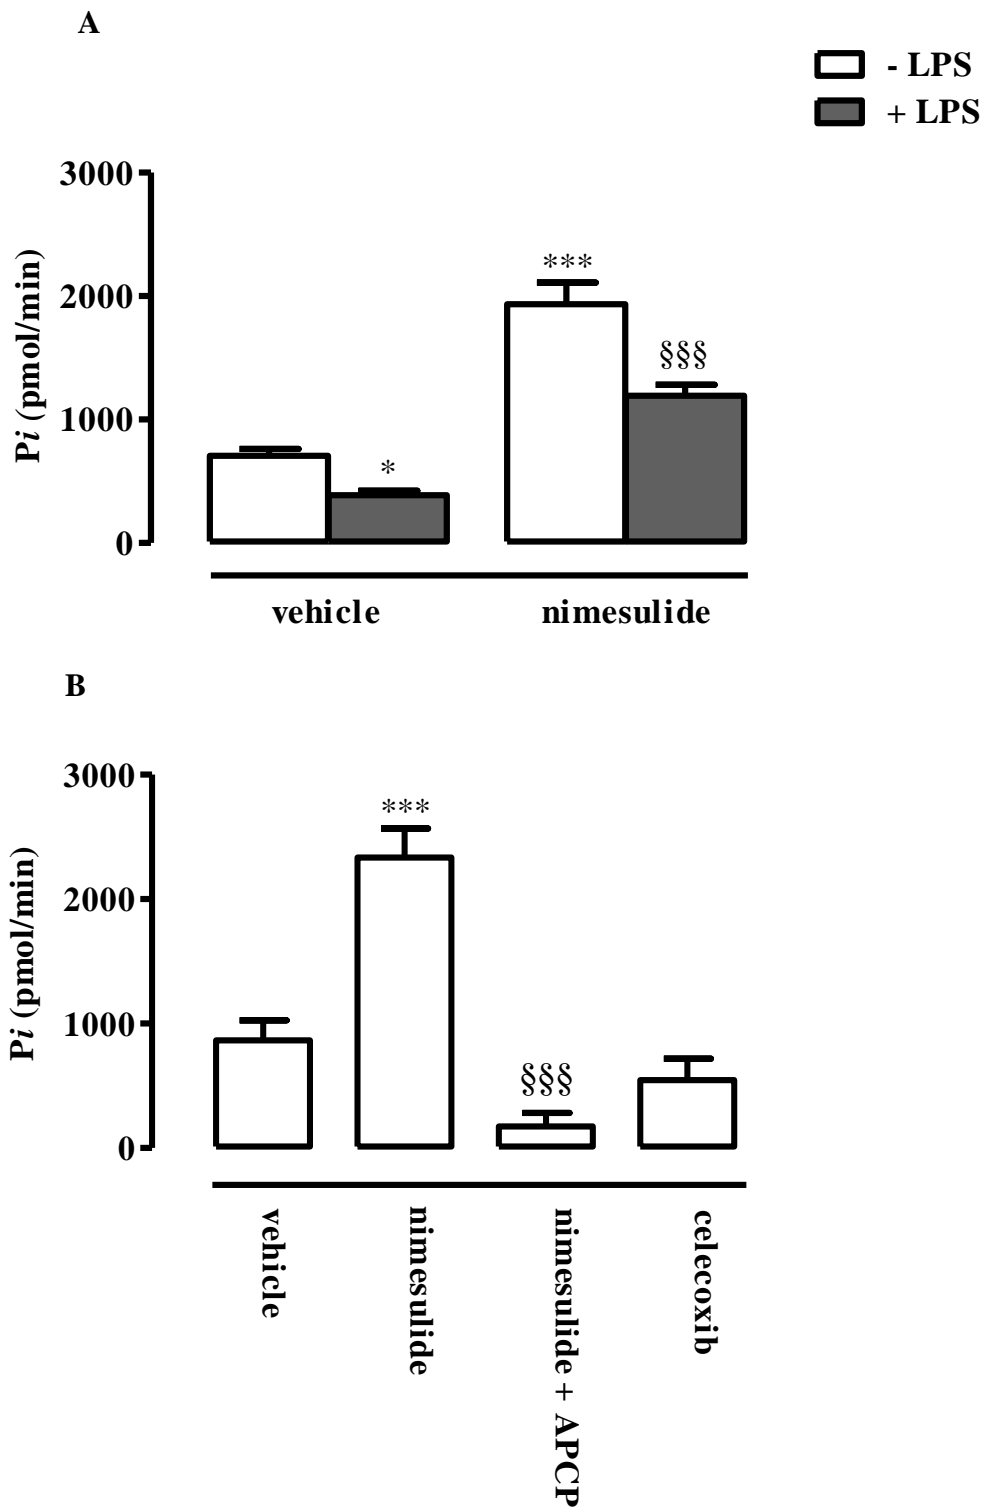 A
- LPS
+ LPS
3000
2000
1000
0
Pi (pmol/min)
***
§§§
*
vehicle
nimesulide
B
3000
2000
1000
0
Pi (pmol/min)
***
§§§
vehicle
nimesulide
nimesulide + APCP
celecoxib